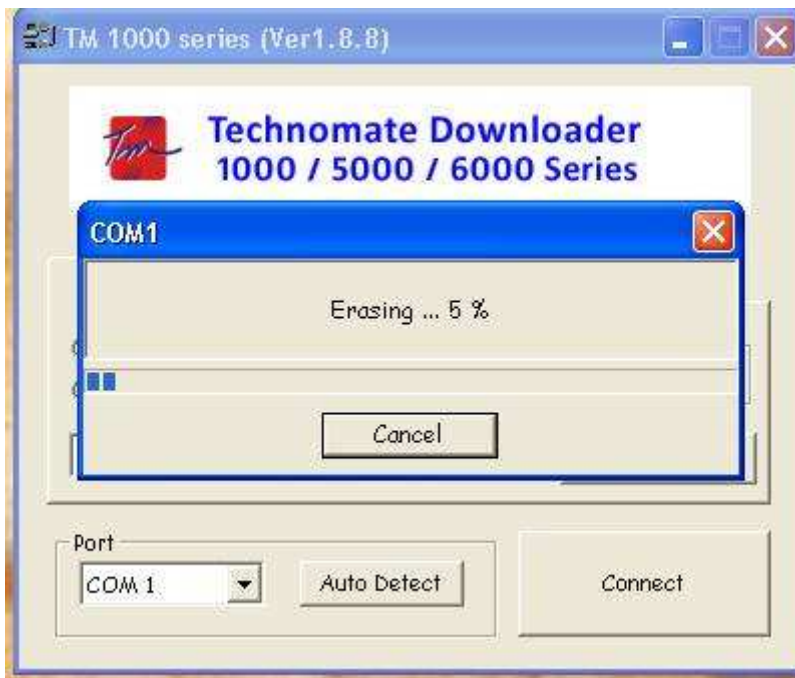 TM 1000 series (Ver1.8.8)
Tm
Technomate Downloader
1000 / 5000 / 6000 Series
COM1
Erasing ... 5 %
Cancel
Port
COM 1
Auto Detect
Connect